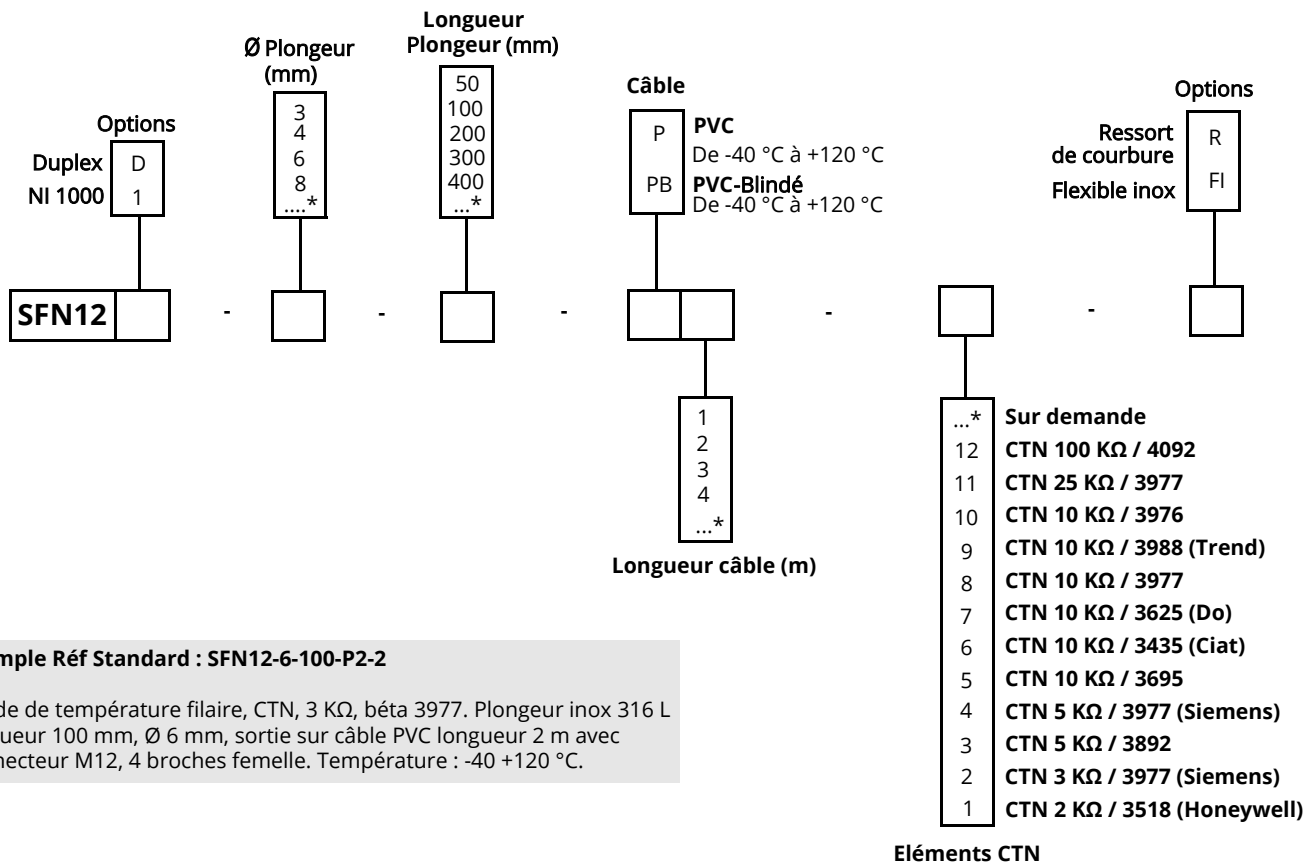 Longueur
Plongeur (mm)
Ø Plongeur
(mm)
50
100
200
300
400
...*
3
4
6
8
....*
Câble
P PVC
De -40 °C à +120 °C
PB PVC-Blindé
De -40 °C à +120 °C
Options
Duplex D
NI 1000 1
Options
Ressort
de courbure R
Flexible inox FI
SFN12 - - - - -
1
2
3
4
...*
Longueur câble (m)
...* Sur demande
12 CTN 100 KΩ / 4092
11 CTN 25 KΩ / 3977
10 CTN 10 KΩ / 3976
9 CTN 10 KΩ / 3988 (Trend)
8 CTN 10 KΩ / 3977
7 CTN 10 KΩ / 3625 (Do)
6 CTN 10 KΩ / 3435 (Ciat)
5 CTN 10 KΩ / 3695
4 CTN 5 KΩ / 3977 (Siemens)
3 CTN 5 KΩ / 3892
2 CTN 3 KΩ / 3977 (Siemens)
1 CTN 2 KΩ / 3518 (Honeywell)
Eléments CTN
mple Réf Standard : SFN12-6-100-P2-2
de de température filaire, CTN, 3 KΩ, béta 3977. Plongeur inox 316 L
ueur 100 mm, Ø 6 mm, sortie sur câble PVC longueur 2 m avec
necteur M12, 4 broches femelle. Température : -40 +120 °C.